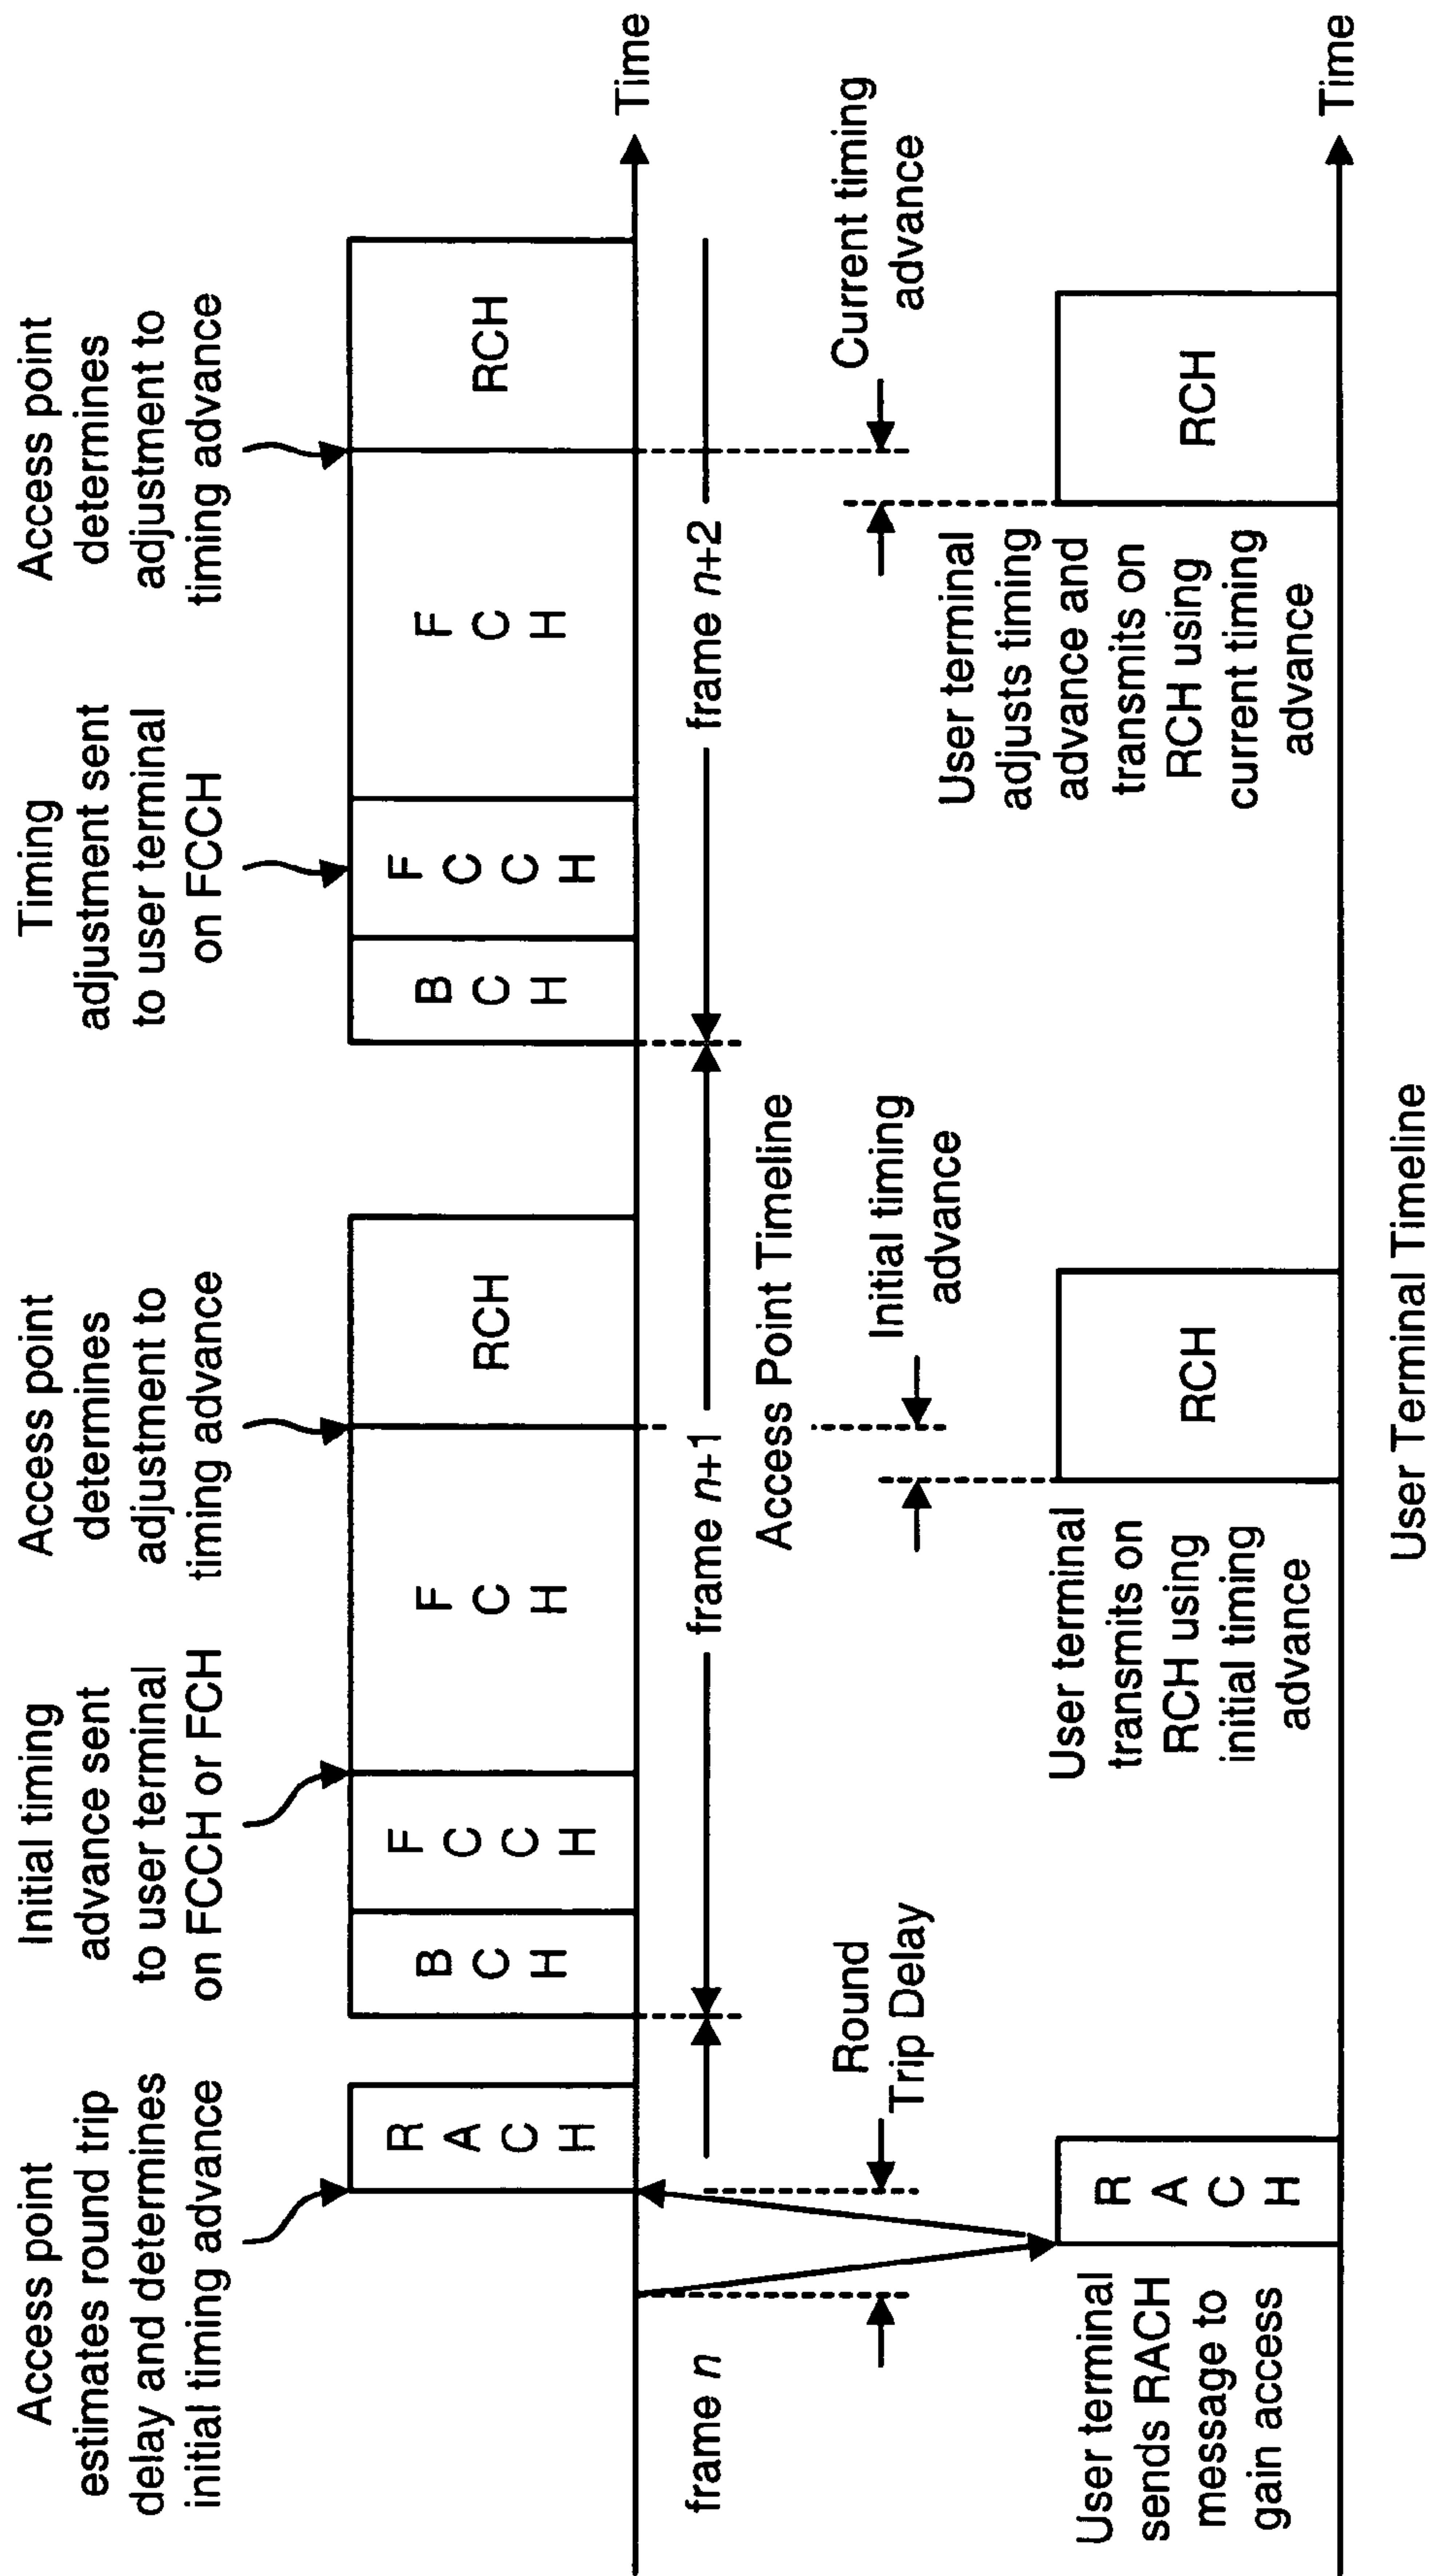 Access point
estimates round trip
delay and determines
initial timing advance
Initial timing
advance sent
to user terminal
on FCCH or FCH
Access point
determines
adjustment to
timing advance
Timing
adjustment sent
to user terminal
on FCCH
Access point
determines
adjustment to
timing advance
R
A
C
H
B
C
H
F
C
C
H
F
C
H
RCH
B
C
H
F
C
C
H
F
C
H
RCH
Time
frame n
frame n+1
frame n+2
Access Point Timeline
Round
Trip Delay
Initial timing
advance
Current timing
advance
User terminal
sends RACH
message to
gain access
R
A
C
H
User terminal
transmits on
RCH using
initial timing
advance
RCH
User terminal
adjusts timing
advance and
transmits on
RCH using
current timing
advance
RCH
Time
User Terminal Timeline